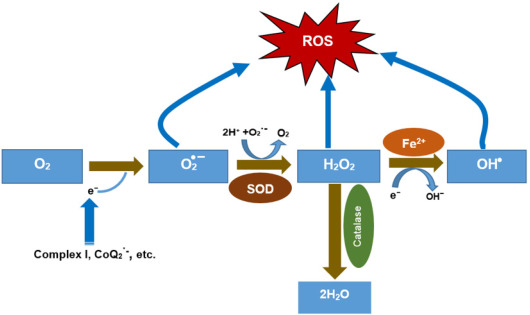 ROS
2H⁺ +O₂˙⁻ O₂
O₂
O₂•−
H₂O₂
Fe²⁺
OH•
e⁻
SOD
e⁻
OH⁻
Catalase
Complex I, CoQ₂˙⁻, etc.
2H₂O